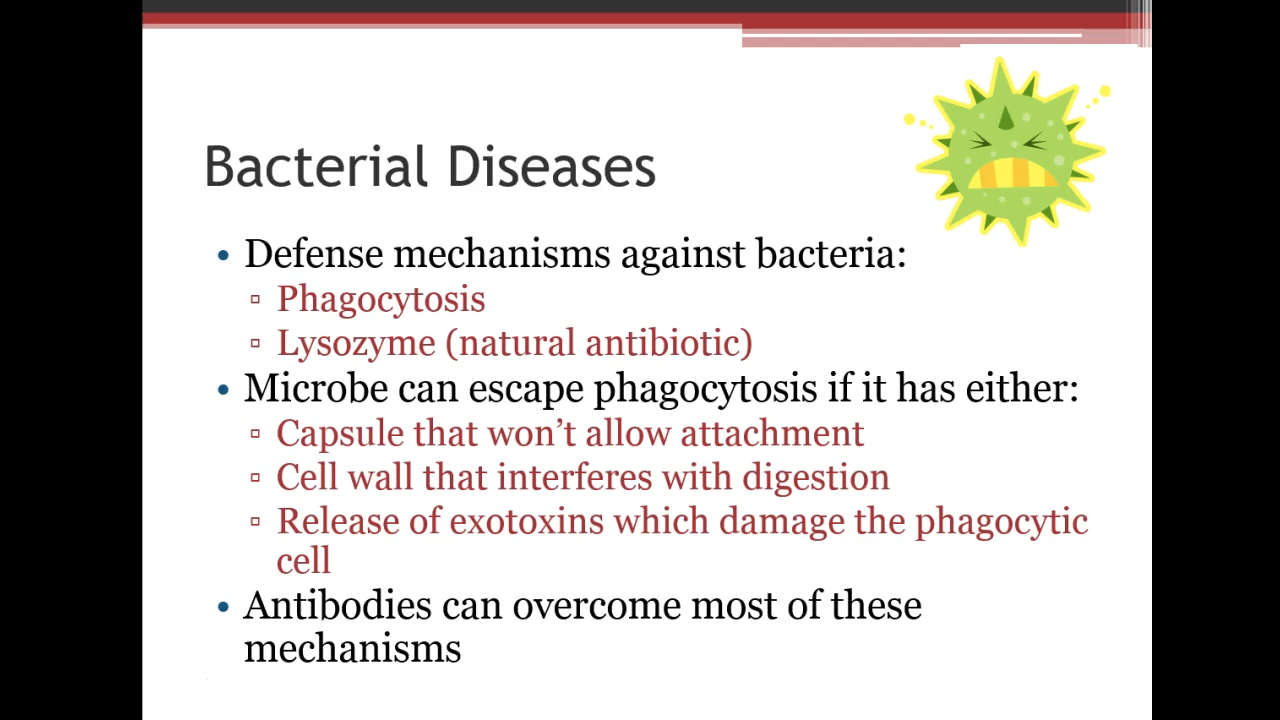 Bacterial Diseases
• Defense mechanisms against bacteria:
▫ Phagocytosis
▫ Lysozyme (natural antibiotic)
• Microbe can escape phagocytosis if it has either:
▫ Capsule that won’t allow attachment
▫ Cell wall that interferes with digestion
▫ Release of exotoxins which damage the phagocytic
cell
• Antibodies can overcome most of these
mechanisms